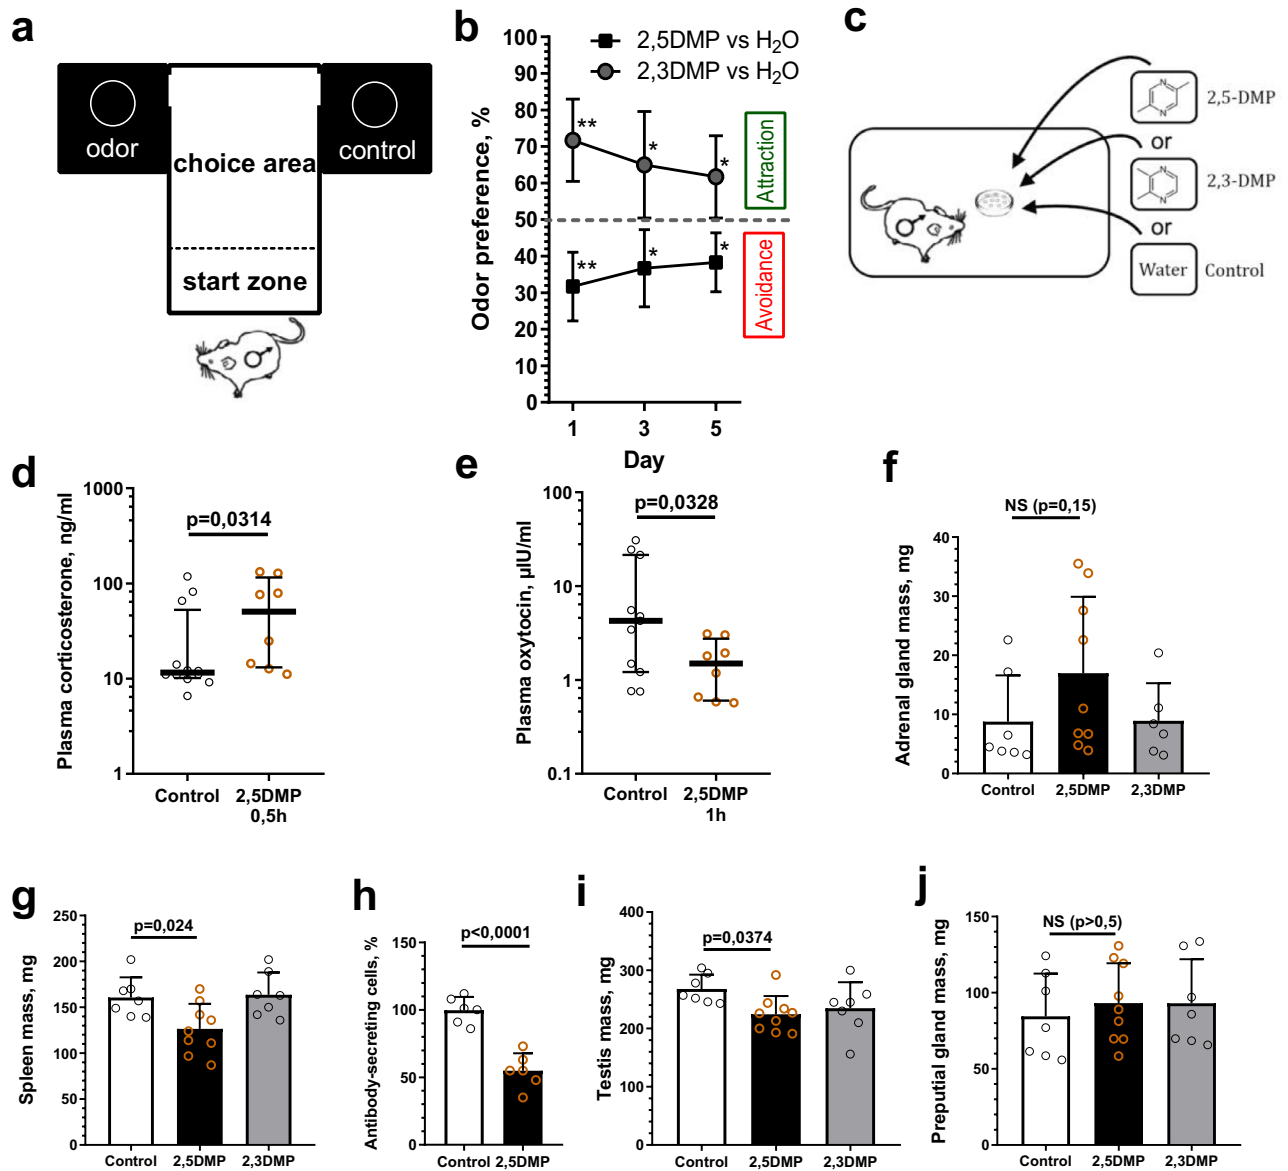 a
odor
control
choice area
start zone
b
Odor preference, %
100
90
80
70
60
50
40
30
20
10
0
2,5DMP vs H₂O
2,3DMP vs H₂O
**
*
*
**
*
*
Attraction
Avoidance
1 3 5
Day
c
2,5-DMP
or
2,3-DMP
or
Water
Control
N
N
N
N
d
Plasma corticosterone, ng/ml
1000
100
10
1
p=0,0314
Control
2,5DMP
0,5h
e
Plasma oxytocin, µIU/ml
100
10
1
0.1
p=0,0328
Control
2,5DMP
1h
f
Adrenal gland mass, mg
40
30
20
10
0
NS (p=0,15)
Control 2,5DMP 2,3DMP
g
Spleen mass, mg
250
200
150
100
50
0
p=0,024
Control 2,5DMP 2,3DMP
h
Antibody-secreting cells, %
150
100
50
0
p<0,0001
Control 2,5DMP
i
Testis mass, mg
400
300
200
100
0
p=0,0374
Control 2,5DMP 2,3DMP
j
Preputial gland mass, mg
150
100
50
0
NS (p>0,5)
Control 2,5DMP 2,3DMP